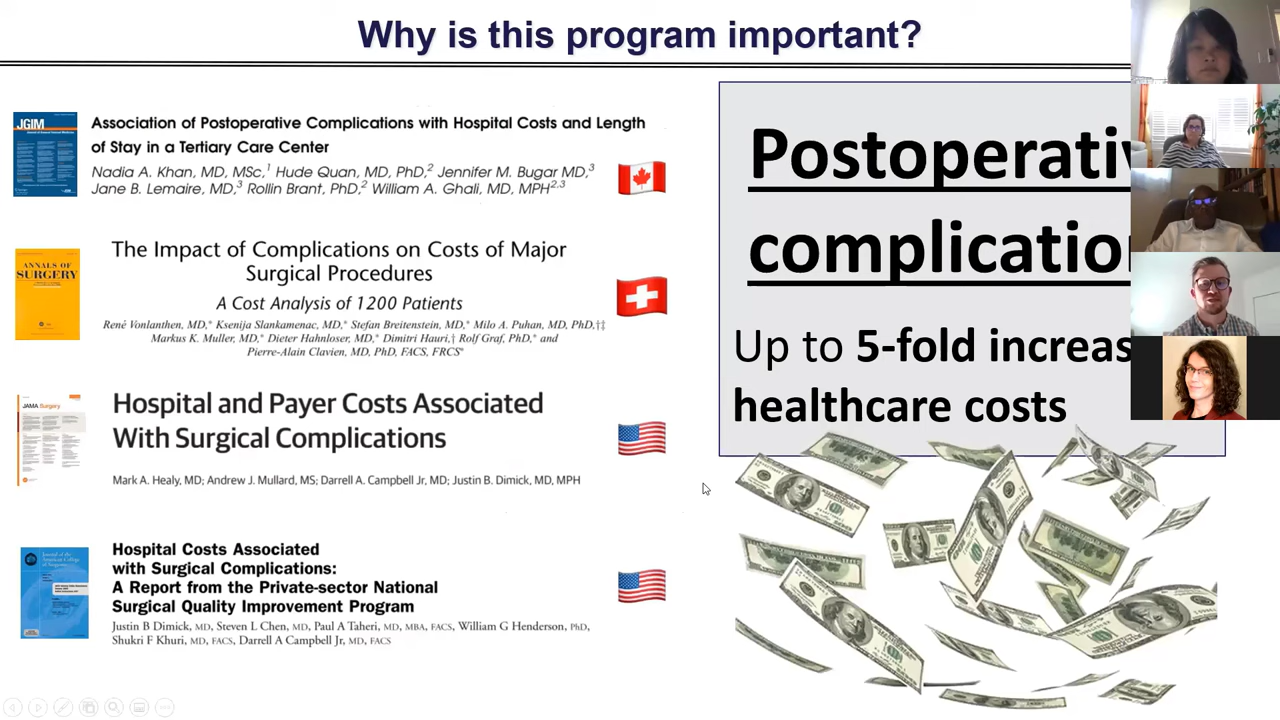 Why is this program important?
JGIM
Association of Postoperative Complications with Hospital Costs and Length
of Stay in a Tertiary Care Center
Nadia A. Khan, MD, MSc,1 Hude Quan, MD, PhD,2 Jennifer M. Bugar MD,3
Jane B. Lemaire, MD,3 Rollin Brant, PhD,2 William A. Ghali, MD, MPH2,3
ANNALS OF
SURGERY
The Impact of Complications on Costs of Major
Surgical Procedures
A Cost Analysis of 1200 Patients
René Vonlanthen, MD,* Ksenija Slankamenac, MD,* Stefan Breitenstein, MD,* Milo A. Puhan, MD, PhD,†‡
Markus K. Muller, MD,* Dieter Hahnloser, MD,* Dimitri Hauri,† Rolf Graf, PhD,* and
Pierre-Alain Clavien, MD, PhD, FACS, FRCS*
JAMA Surgery
Hospital and Payer Costs Associated
With Surgical Complications
Mark A. Healy, MD; Andrew J. Mullard, MS; Darrell A. Campbell Jr, MD; Justin B. Dimick, MD, MPH
Journal of the
American College
of Surgeons
Hospital Costs Associated
with Surgical Complications:
A Report from the Private-sector National
Surgical Quality Improvement Program
Justin B Dimick, MD, Steven L Chen, MD, Paul A Taheri, MD, MBA, FACS, William G Henderson, PhD,
Shukri F Khuri, MD, FACS, Darrell A Campbell Jr, MD, FACS
Postoperativ
complicatio
Up to 5-fold increas
healthcare costs